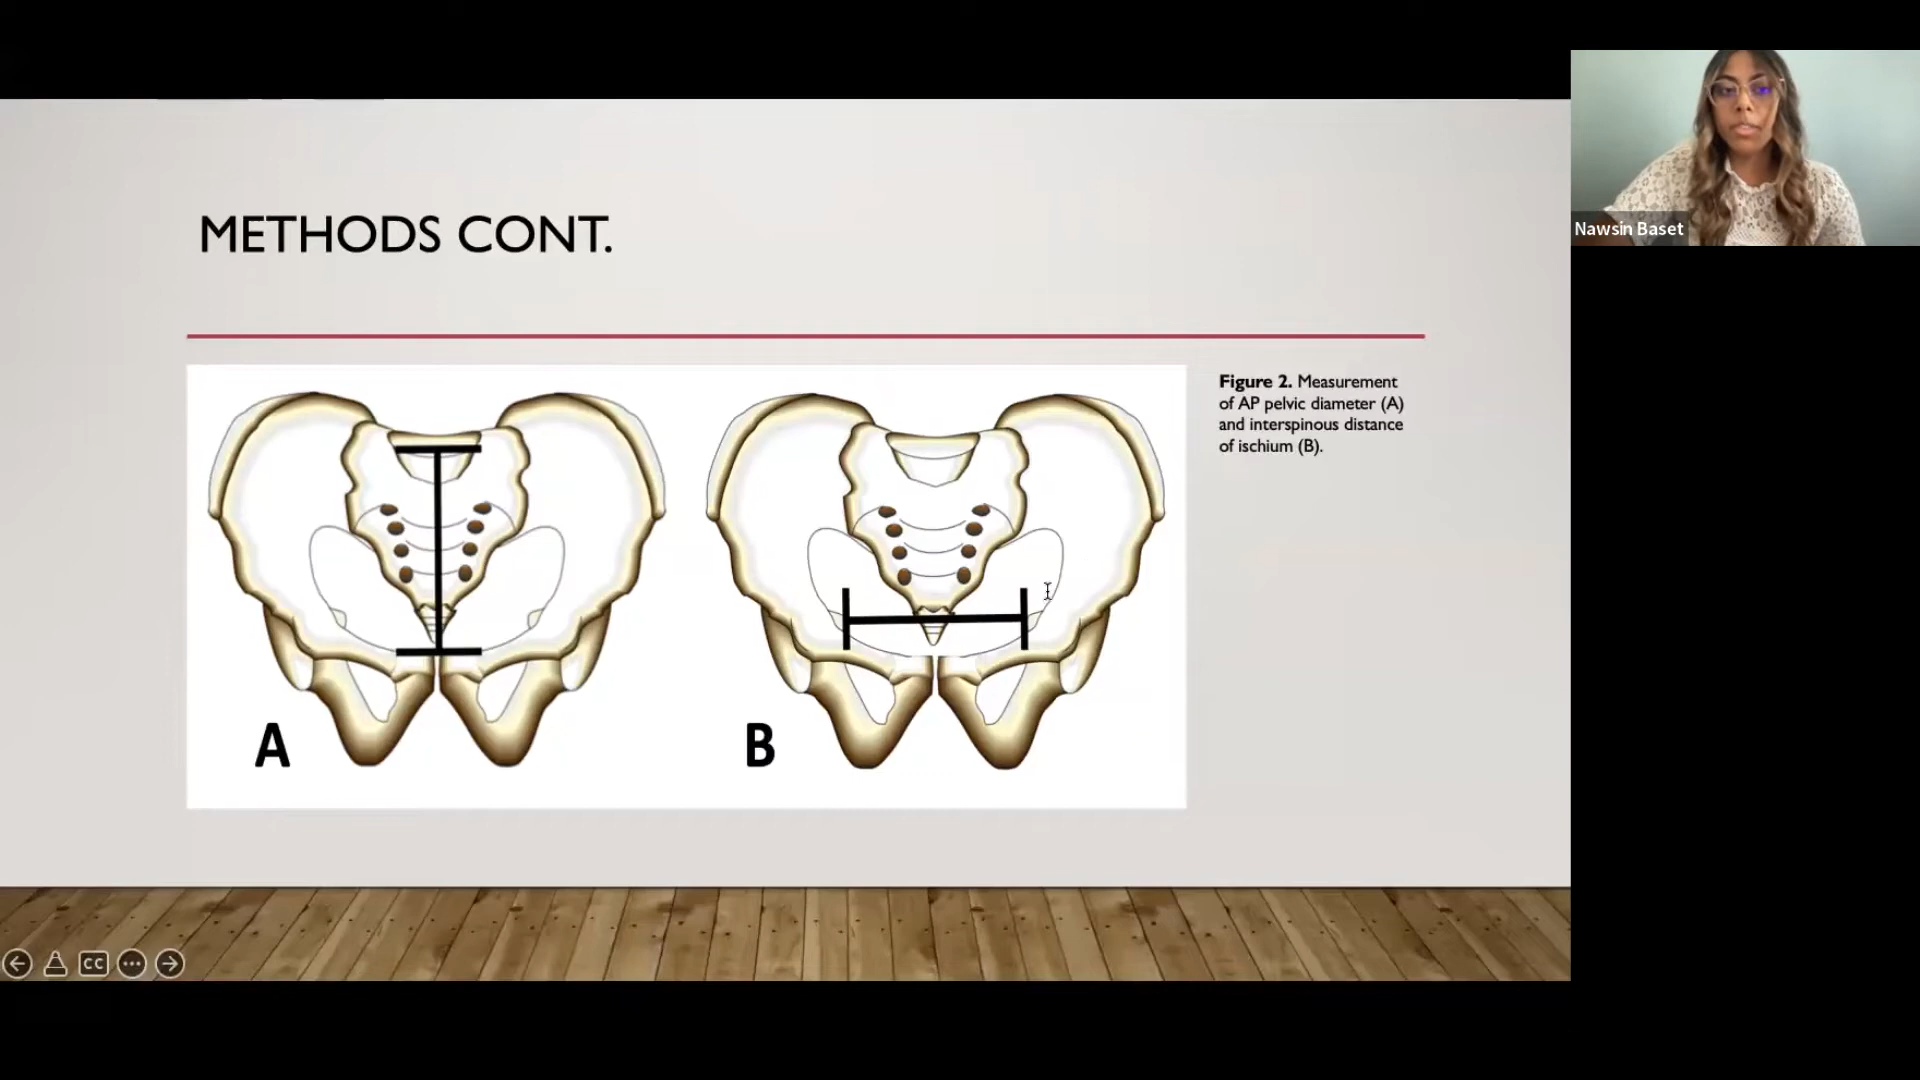 METHODS CONT.
Figure 2. Measurement
of AP pelvic diameter (A)
and interspinous distance
of ischium (B).
A
B
Nawsin Baset
CC